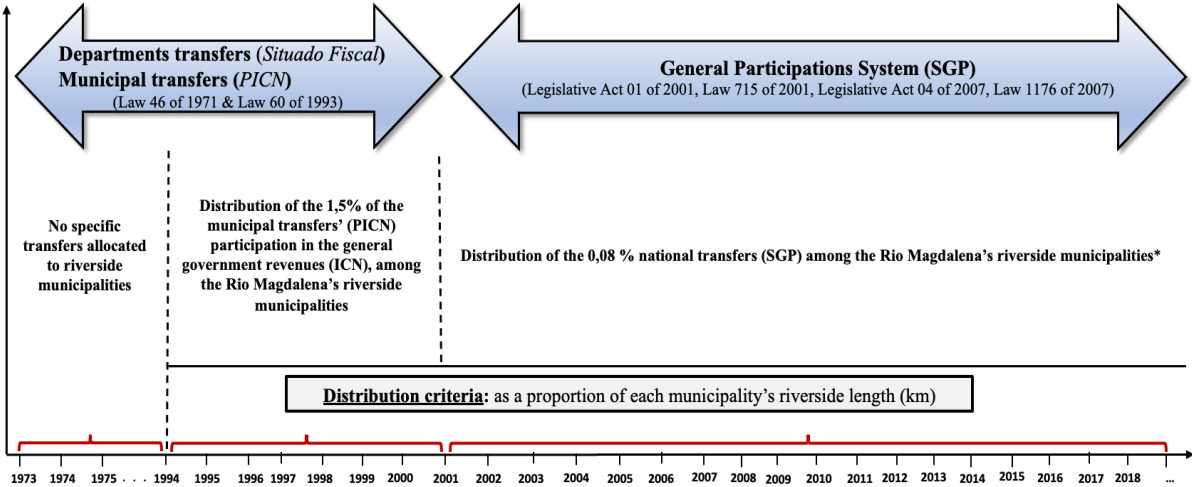 Departments transfers (Situado Fiscal)
Municipal transfers (PICN)
(Law 46 of 1971 & Law 60 of 1993)
General Participations System (SGP)
(Legislative Act 01 of 2001, Law 715 of 2001, Legislative Act 04 of 2007, Law 1176 of 2007)
No specific
transfers allocated
to riverside
municipalities
Distribution of the 1,5% of the
municipal transfers’ (PICN)
participation in the general
government revenues (ICN), among
the Rio Magdalena’s riverside
municipalities
Distribution of the 0,08 % national transfers (SGP) among the Rio Magdalena’s riverside municipalities*
Distribution criteria: as a proportion of each municipality’s riverside length (km)
1973 1974 1975 . . . 1994 1995 1996 1997 1998 1999 2000 2001 2002 2003 2004 2005 2006 2007 2008 2009 2010 2011 2012 2013 2014 2015 2016 2017 2018 ...